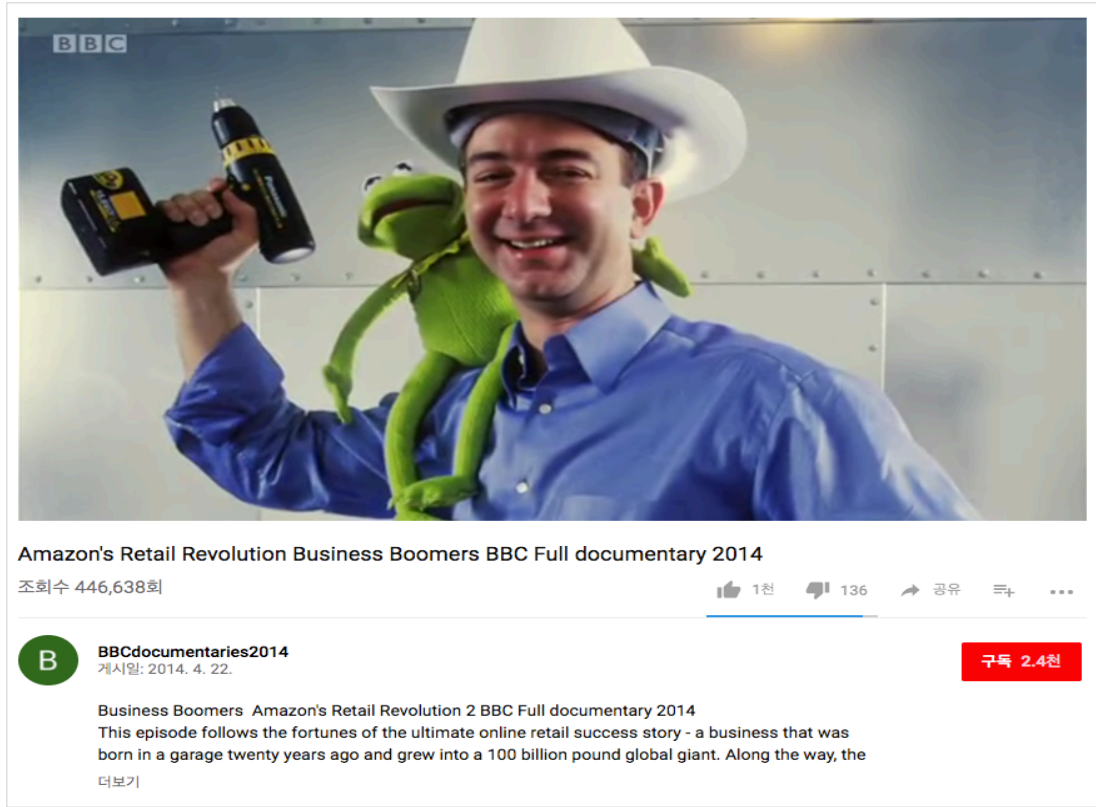 BBC
Panasonic
Amazon's Retail Revolution Business Boomers BBC Full documentary 2014
조회수 446,638회
1천 136 공유
B
BBCdocumentaries2014
게시일: 2014. 4. 22.
구독 2.4천
Business Boomers Amazon's Retail Revolution 2 BBC Full documentary 2014
This episode follows the fortunes of the ultimate online retail success story - a business that was
born in a garage twenty years ago and grew into a 100 billion pound global giant. Along the way, the
더보기